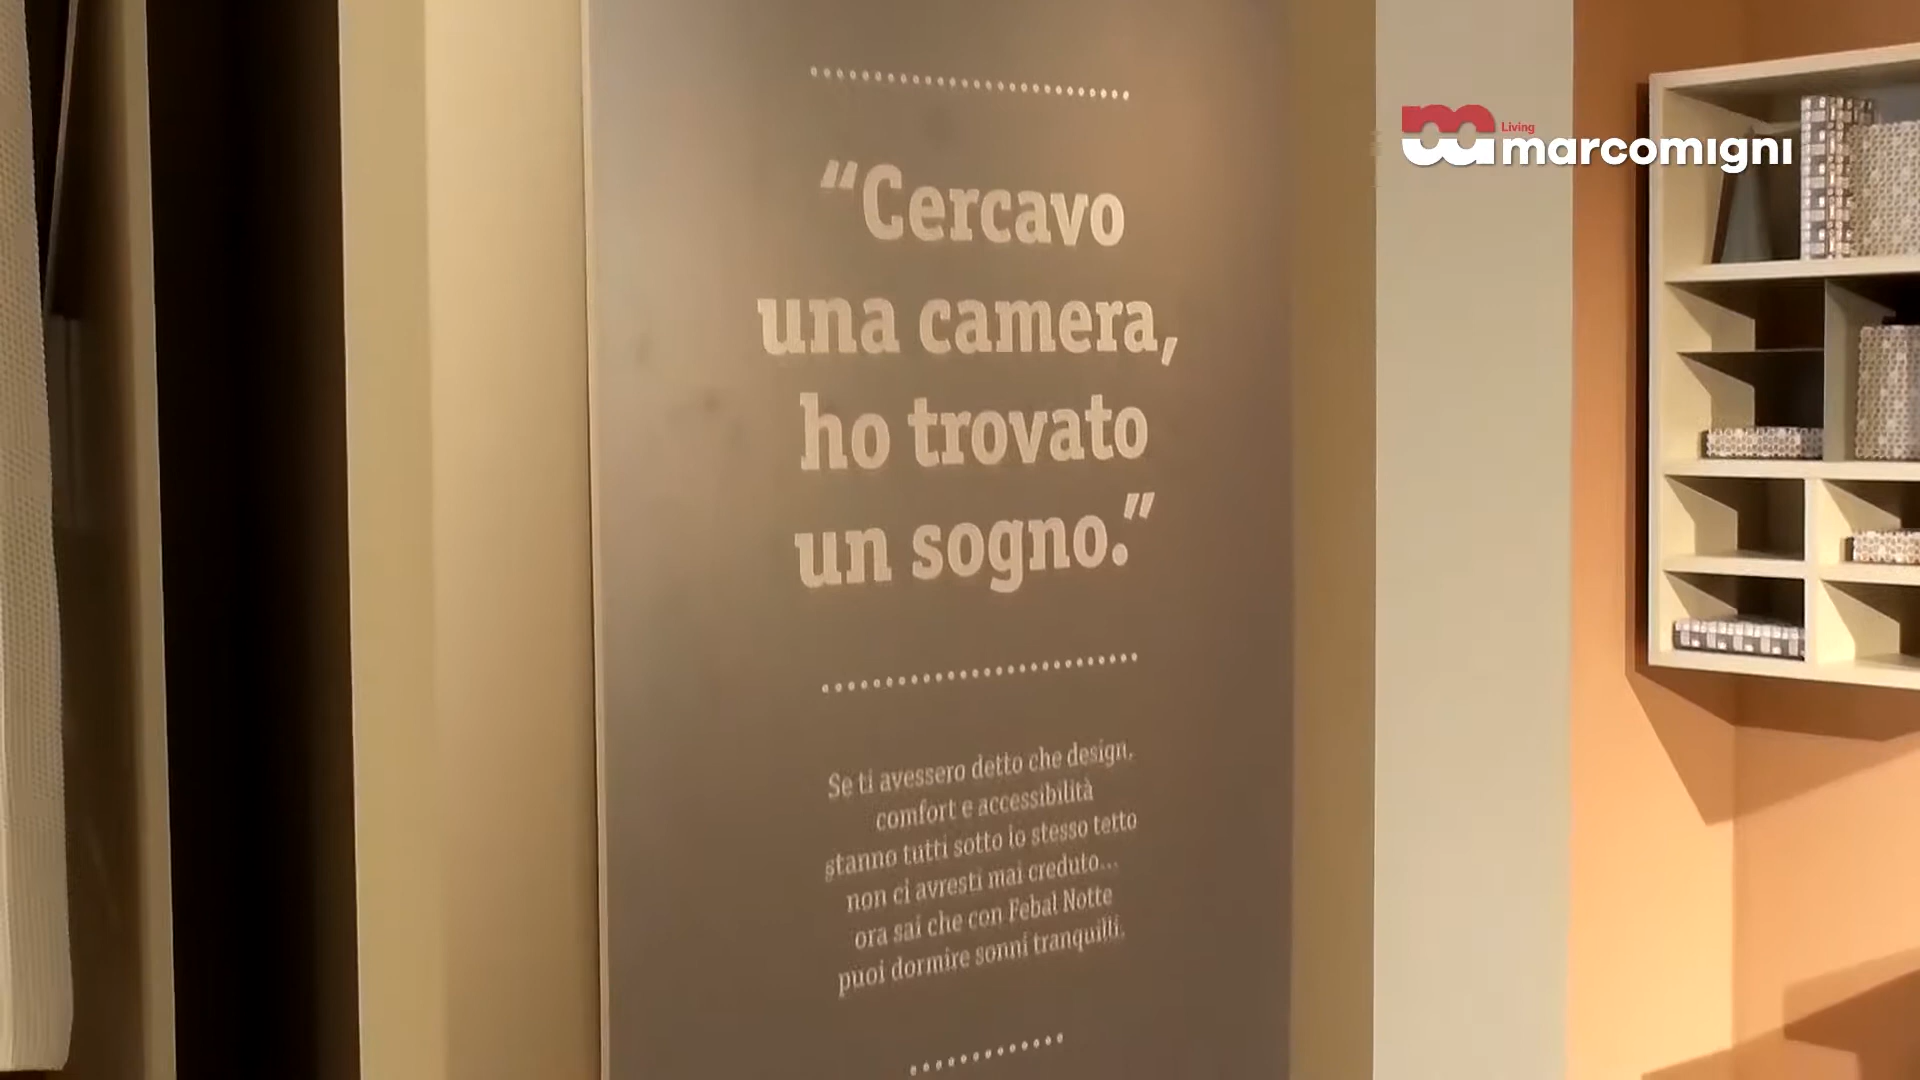 “Cercavo
una camera,
ho trovato
un sogno.”
Se ti avessero detto che design,
comfort e accessibilità
stanno tutti sotto lo stesso tetto
non ci avresti mai creduto...
ora sai che con Febal Notte
puoi dormire sonni tranquilli.
Living
marcomigni